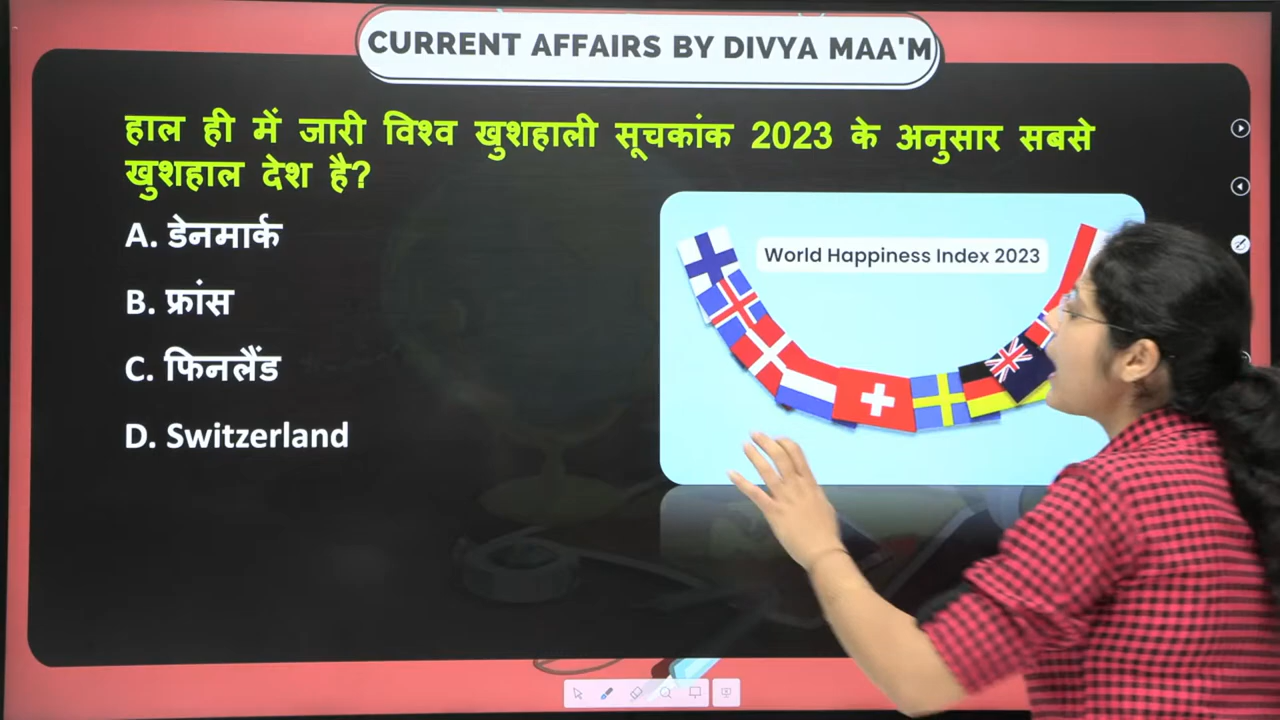 CURRENT AFFAIRS BY DIVYA MAA'M
हाल ही में जारी विश्व खुशहाली सूचकांक 2023 के अनुसार सबसे
खुशहाल देश है?
A. डेनमार्क
B. फ्रांस
C. फिनलैंड
D. Switzerland
World Happiness Index 2023